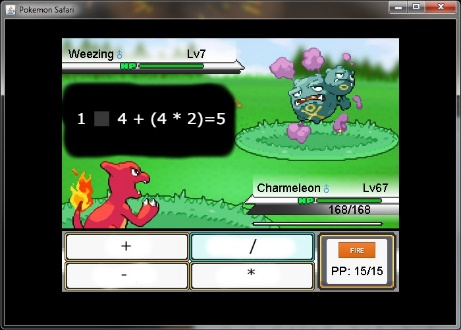 Pokemon Safari
Weezing♂ Lv7
HP
1 ■ 4 + (4 * 2)=5
Charmeleon♂ Lv67
HP
168/168
+ /
- *
FIRE
PP: 15/15